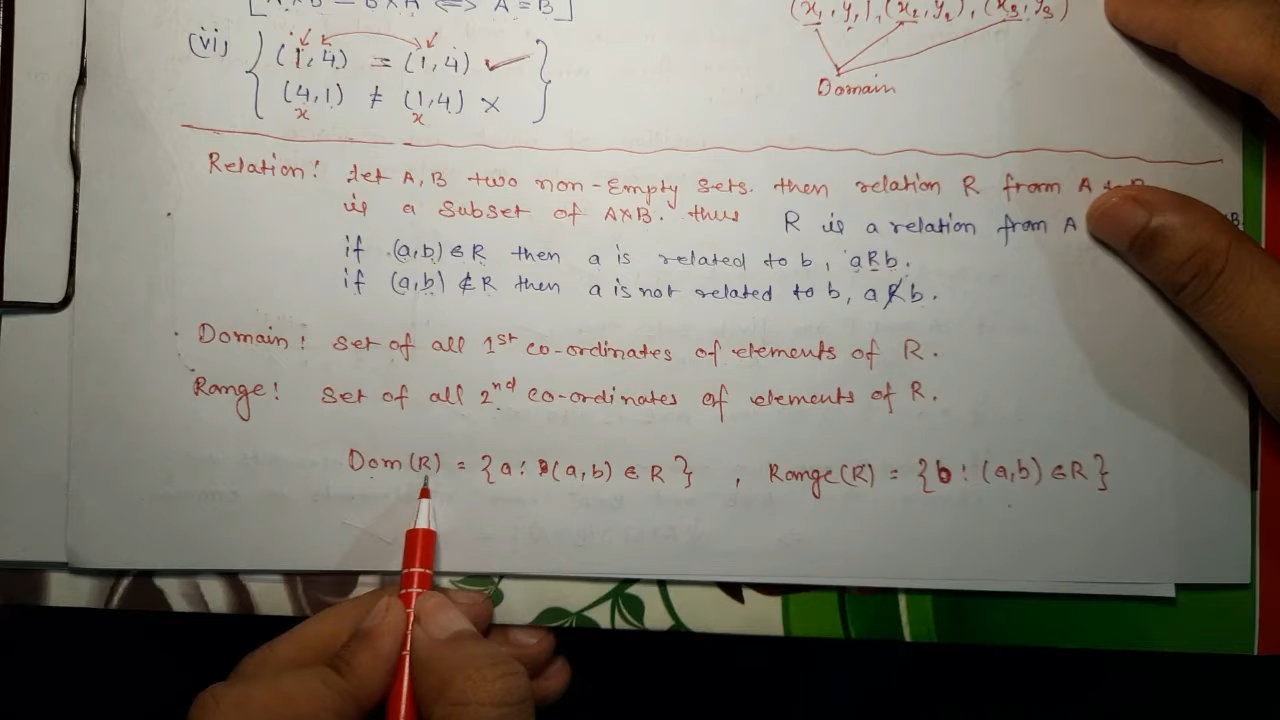 [A×B = B×A ⟺ A = B]
(x₁, y₁), (x₂, y₂), (x₃, y₃)
Domain
(vi) { (1,4) = (1,4) ✓
(4,1) ≠ (1,4) × }
x x
Relation: Let A, B two non-Empty sets. then relation R from A to B
is a subset of A×B. thus R is a relation from A
if (a,b) ∈ R then a is related to b, aRb.
if (a,b) ∉ R then a is not related to b, aR̸b.
Domain: set of all 1st co-ordinates of elements of R.
Range: set of all 2nd co-ordinates of elements of R.
Dom(R) = {a : (a,b) ∈ R} , Range(R) = {b : (a,b) ∈ R}